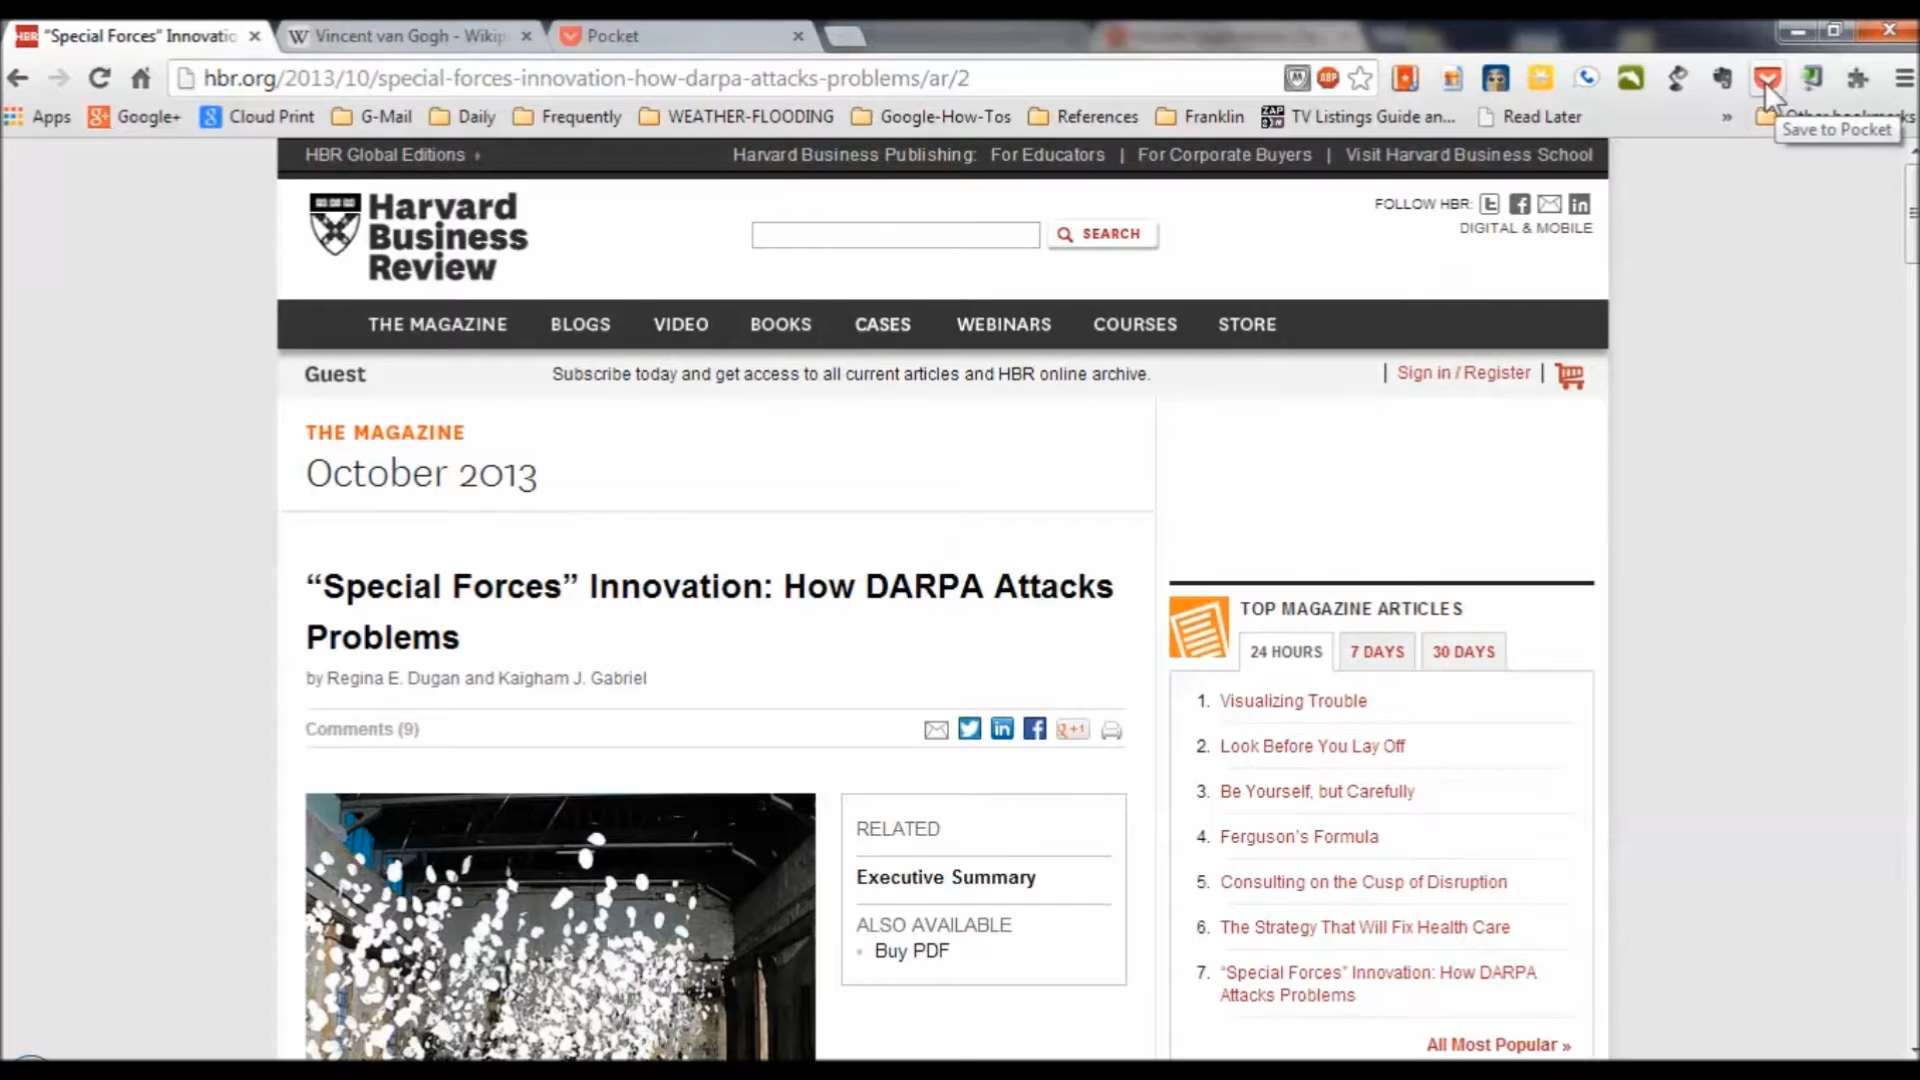 HBR "Special Forces" Innovatio
W Vincent van Gogh - Wikip
Pocket
hbr.org/2013/10/special-forces-innovation-how-darpa-attacks-problems/ar/2
ABP
Apps
Google+
Cloud Print
G-Mail
Daily
Frequently
WEATHER-FLOODING
Google-How-Tos
References
Franklin
TV Listings Guide an...
Read Later
»
Save to Pocket
HBR Global Editions
Harvard Business Publishing: For Educators | For Corporate Buyers | Visit Harvard Business School
Harvard
Business
Review
SEARCH
FOLLOW HBR:
DIGITAL & MOBILE
THE MAGAZINE BLOGS VIDEO BOOKS CASES WEBINARS COURSES STORE
Guest
Subscribe today and get access to all current articles and HBR online archive.
| Sign in / Register |
THE MAGAZINE
October 2013
“Special Forces” Innovation: How DARPA Attacks
Problems
by Regina E. Dugan and Kaigham J. Gabriel
Comments (9)
+1
RELATED
Executive Summary
ALSO AVAILABLE
Buy PDF
TOP MAGAZINE ARTICLES
24 HOURS 7 DAYS 30 DAYS
1. Visualizing Trouble
2. Look Before You Lay Off
3. Be Yourself, but Carefully
4. Ferguson's Formula
5. Consulting on the Cusp of Disruption
6. The Strategy That Will Fix Health Care
7. “Special Forces” Innovation: How DARPA
Attacks Problems
All Most Popular »